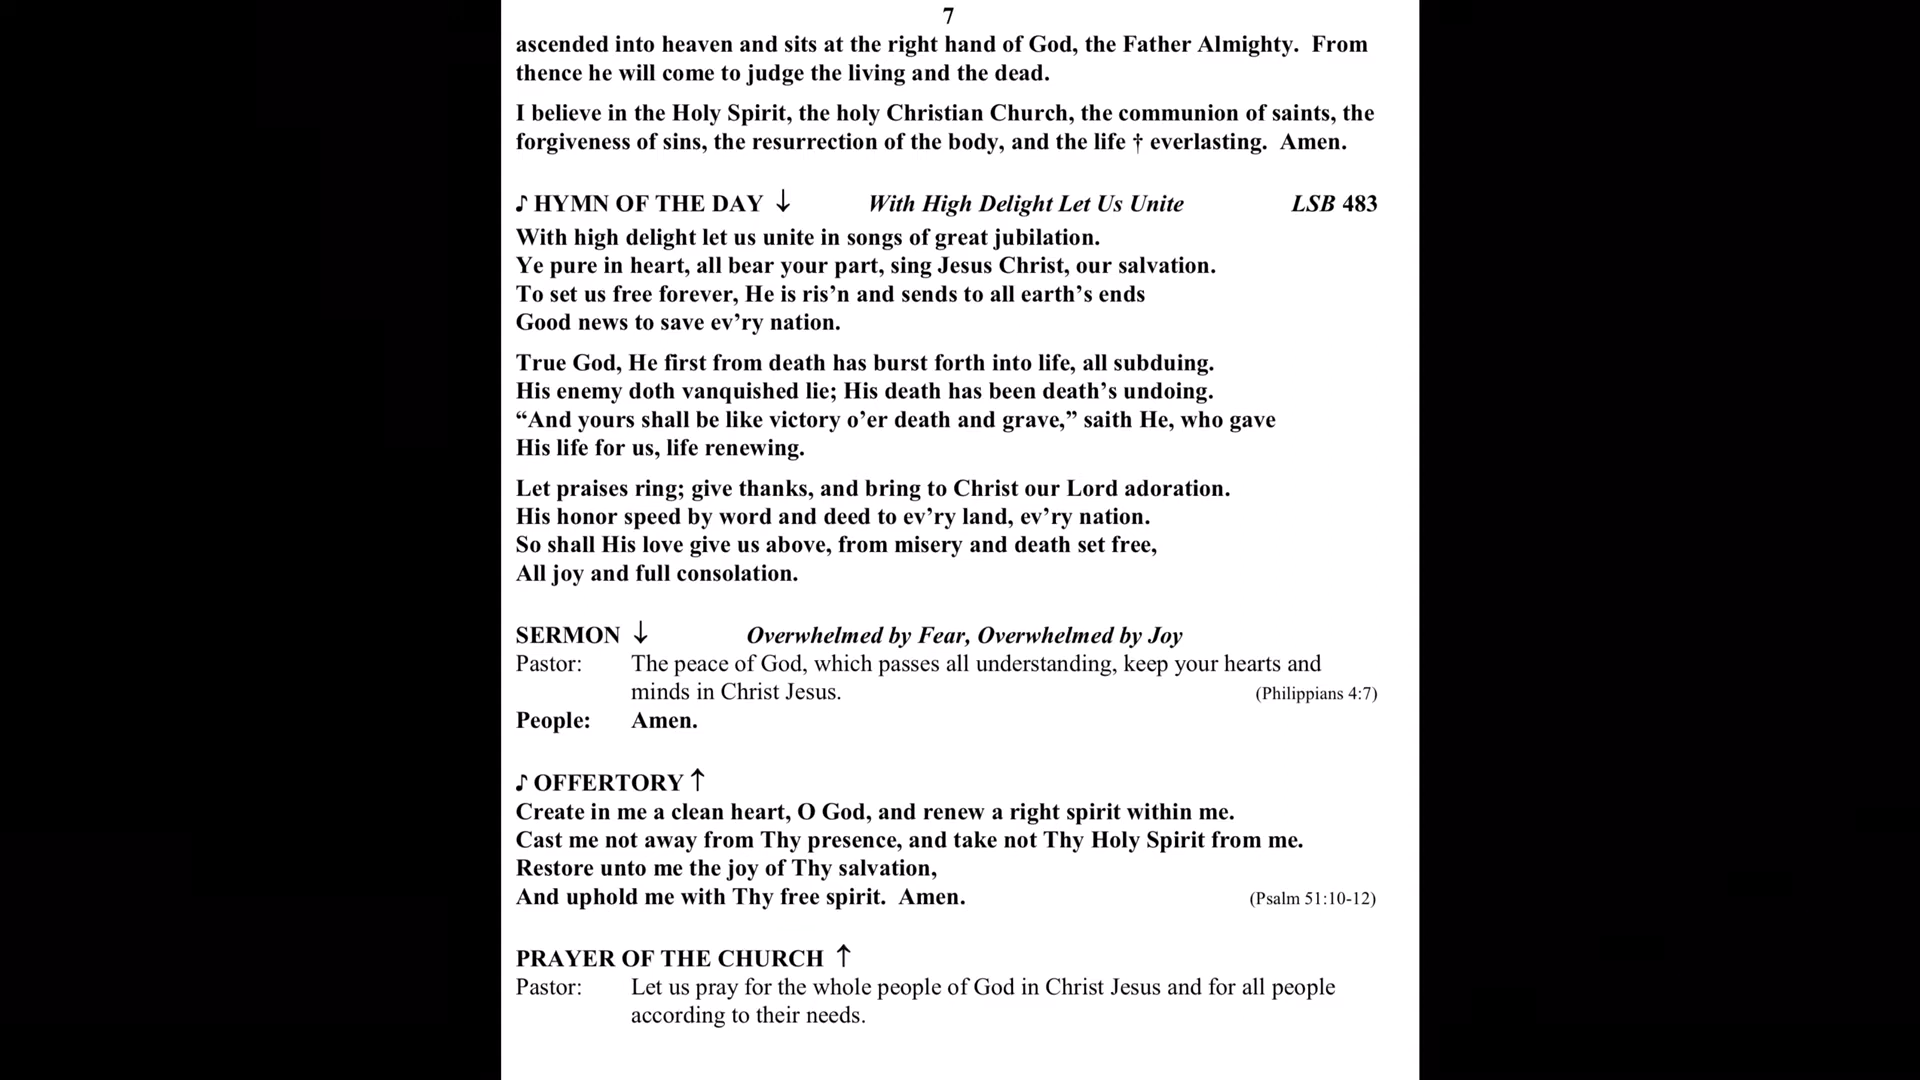 7
ascended into heaven and sits at the right hand of God, the Father Almighty.  From
thence he will come to judge the living and the dead.
I believe in the Holy Spirit, the holy Christian Church, the communion of saints, the
forgiveness of sins, the resurrection of the body, and the life † everlasting.  Amen.
♪ HYMN OF THE DAY ↓ With High Delight Let Us Unite LSB 483
With high delight let us unite in songs of great jubilation.
Ye pure in heart, all bear your part, sing Jesus Christ, our salvation.
To set us free forever, He is ris’n and sends to all earth’s ends
Good news to save ev’ry nation.
True God, He first from death has burst forth into life, all subduing.
His enemy doth vanquished lie; His death has been death’s undoing.
“And yours shall be like victory o’er death and grave,” saith He, who gave
His life for us, life renewing.
Let praises ring; give thanks, and bring to Christ our Lord adoration.
His honor speed by word and deed to ev’ry land, ev’ry nation.
So shall His love give us above, from misery and death set free,
All joy and full consolation.
SERMON ↓ Overwhelmed by Fear, Overwhelmed by Joy
Pastor: The peace of God, which passes all understanding, keep your hearts and
minds in Christ Jesus. (Philippians 4:7)
People: Amen.
♪ OFFERTORY ↑
Create in me a clean heart, O God, and renew a right spirit within me.
Cast me not away from Thy presence, and take not Thy Holy Spirit from me.
Restore unto me the joy of Thy salvation,
And uphold me with Thy free spirit.  Amen. (Psalm 51:10-12)
PRAYER OF THE CHURCH ↑
Pastor: Let us pray for the whole people of God in Christ Jesus and for all people
according to their needs.